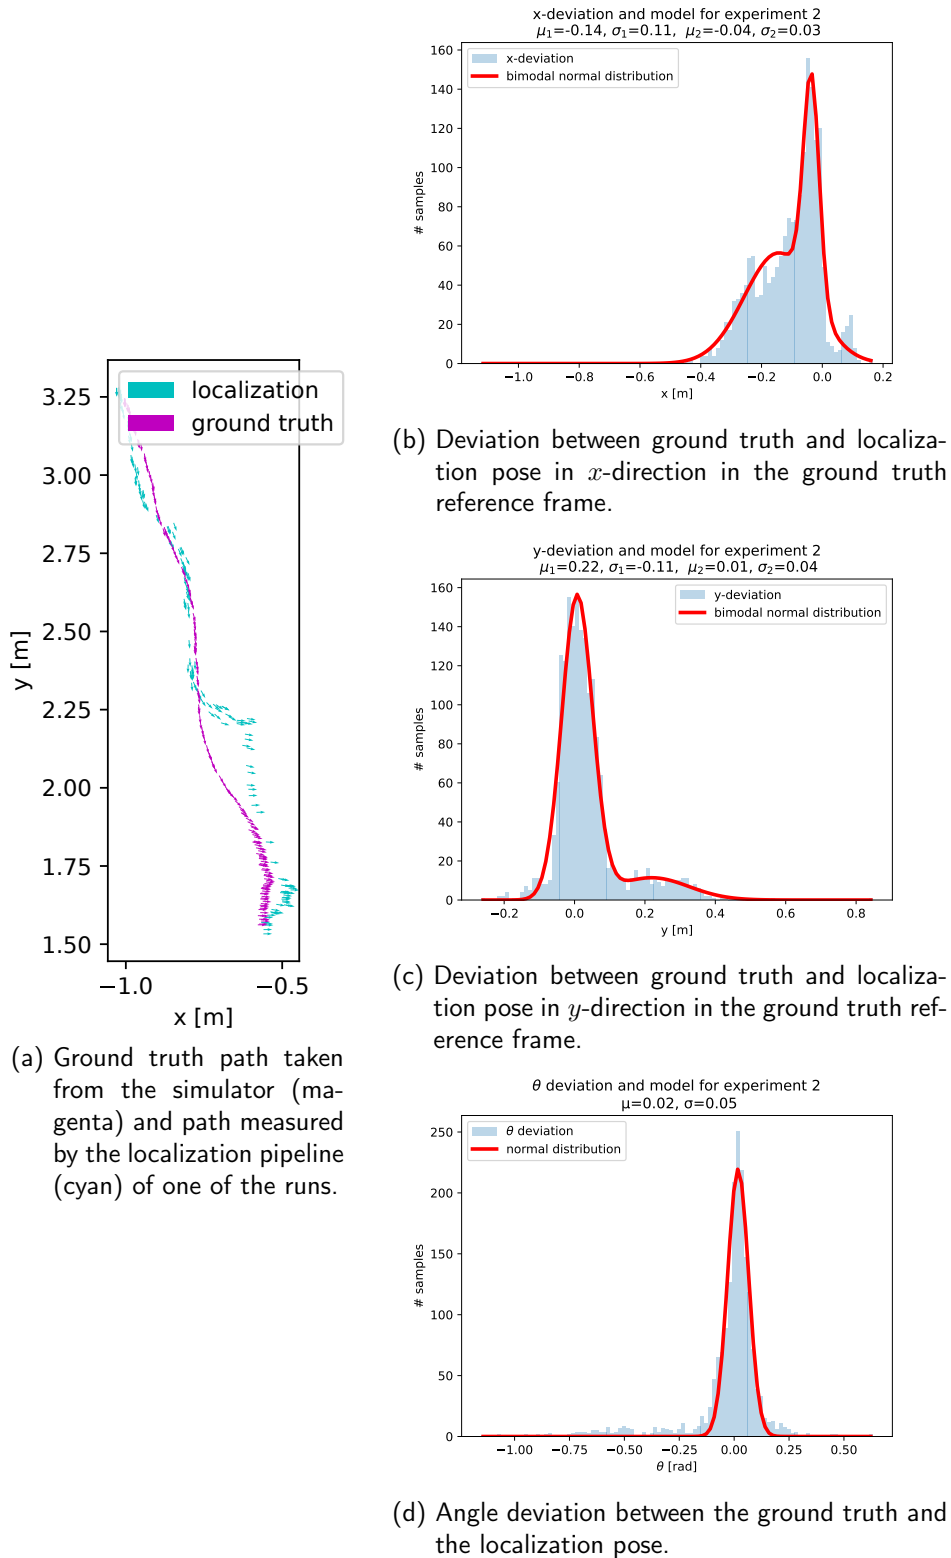 localization
ground truth
3.25
3.00
2.75
2.50
2.25
2.00
1.75
1.50
y [m]
−1.0
−0.5
x [m]
(a) Ground truth path taken
from the simulator (ma-
genta) and path measured
by the localization pipeline
(cyan) of one of the runs.
x-deviation and model for experiment 2
μ₁=-0.14, σ₁=0.11, μ₂=-0.04, σ₂=0.03
x-deviation
bimodal normal distribution
160
140
120
100
80
60
40
20
0
# samples
−1.0
−0.8
−0.6
−0.4
−0.2
0.0
0.2
x [m]
(b) Deviation between ground truth and localiza-
tion pose in x-direction in the ground truth
reference frame.
y-deviation and model for experiment 2
μ₁=0.22, σ₁=-0.11, μ₂=0.01, σ₂=0.04
y-deviation
bimodal normal distribution
160
140
120
100
80
60
40
20
0
# samples
−0.2
0.0
0.2
0.4
0.6
0.8
y [m]
(c) Deviation between ground truth and localiza-
tion pose in y-direction in the ground truth ref-
erence frame.
θ deviation and model for experiment 2
μ=0.02, σ=0.05
θ deviation
normal distribution
250
200
150
100
50
0
# samples
−1.00
−0.75
−0.50
−0.25
0.00
0.25
0.50
θ [rad]
(d) Angle deviation between the ground truth and
the localization pose.